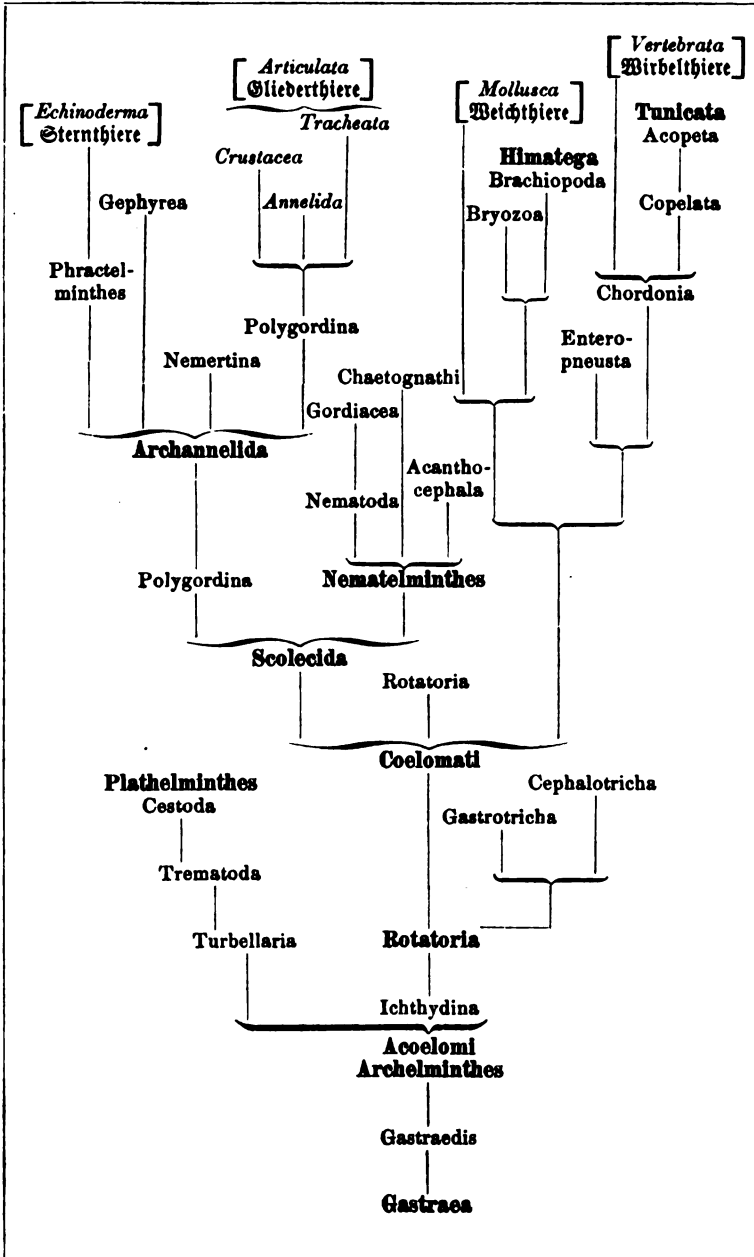 Vertebrata
Wirbelthiere
Articulata
Gliederthiere
Mollusca
Weichthiere
Echinoderma
Sternthiere
Tunicata
Acopeta
Tracheata
Himatega
Brachiopoda
Crustacea
Gephyrea
Annelida
Bryozoa
Copelata
Phractel-
minthes
Chordonia
Polygordina
Entero-
pneusta
Nemertina
Chaetognathi
Gordiacea
Archannelida
Acantho-
cephala
Nematoda
Polygordina
Nematelminthes
Scolecida
Rotatoria
Coelomati
Plathelminthes
Cestoda
Cephalotricha
Gastrotricha
Trematoda
Turbellaria
Rotatoria
Ichthydina
Acoelomi
Archelminthes
Gastraedis
Gastraea